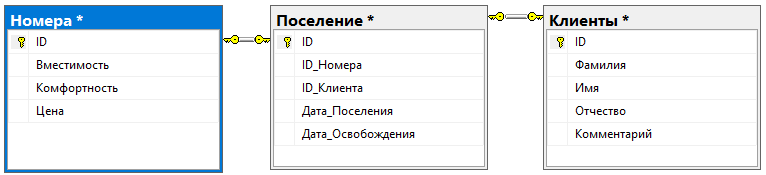 Номера *
ID
Вместимость
Комфортность
Цена
Поселение *
ID
ID_Номера
ID_Клиента
Дата_Поселения
Дата_Освобождения
Клиенты *
ID
Фамилия
Имя
Отчество
Комментарий